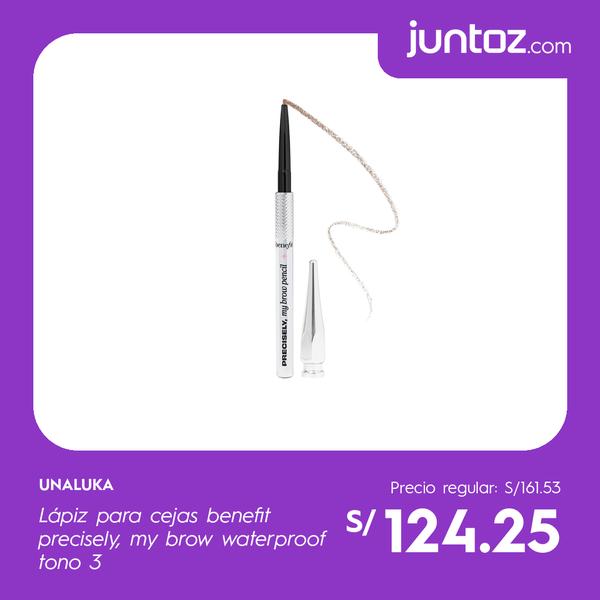 juntoz.com
benefit
PRECISELY, my brow pencil
UNALUKA
Lápiz para cejas benefit
precisely, my brow waterproof
tono 3
Precio regular: S/161.53
S/ 124.25